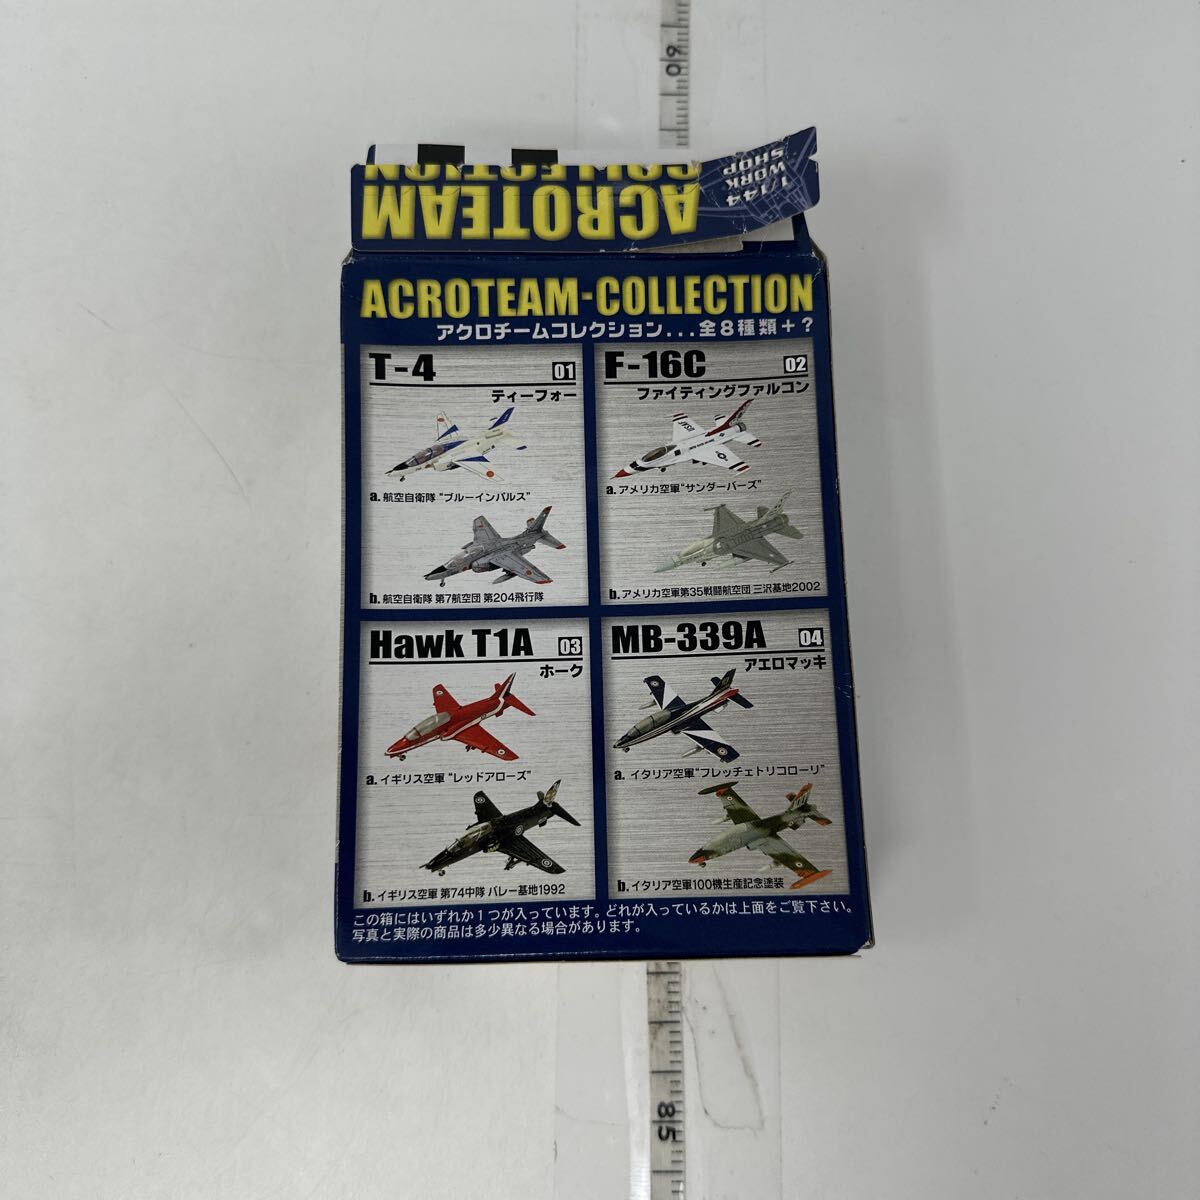 60
1/144
WORK
SHOP
ACROTEAM
COLLECTION
ACROTEAM-COLLECTION
アクロチームコレクション...全8種類+?
T-4 01
ティーフォー
a. 航空自衛隊 "ブルーインパルス"
b. 航空自衛隊 第7航空団 第204飛行隊
F-16C 02
ファイティングファルコン
a. アメリカ空軍"サンダーバーズ"
b. アメリカ空軍第35戦闘航空団 三沢基地2002
Hawk T1A 03
ホーク
a. イギリス空軍 "レッドアローズ"
b. イギリス空軍 第74中隊 バレー基地1992
MB-339A 04
アエロマッキ
a. イタリア空軍"フレッチェトリコローリ"
b. イタリア空軍100機生産記念塗装
この箱にはいずれか1つが入っています。どれが入っているかは上面をご覧下さい。
写真と実際の商品は多少異なる場合があります。
85